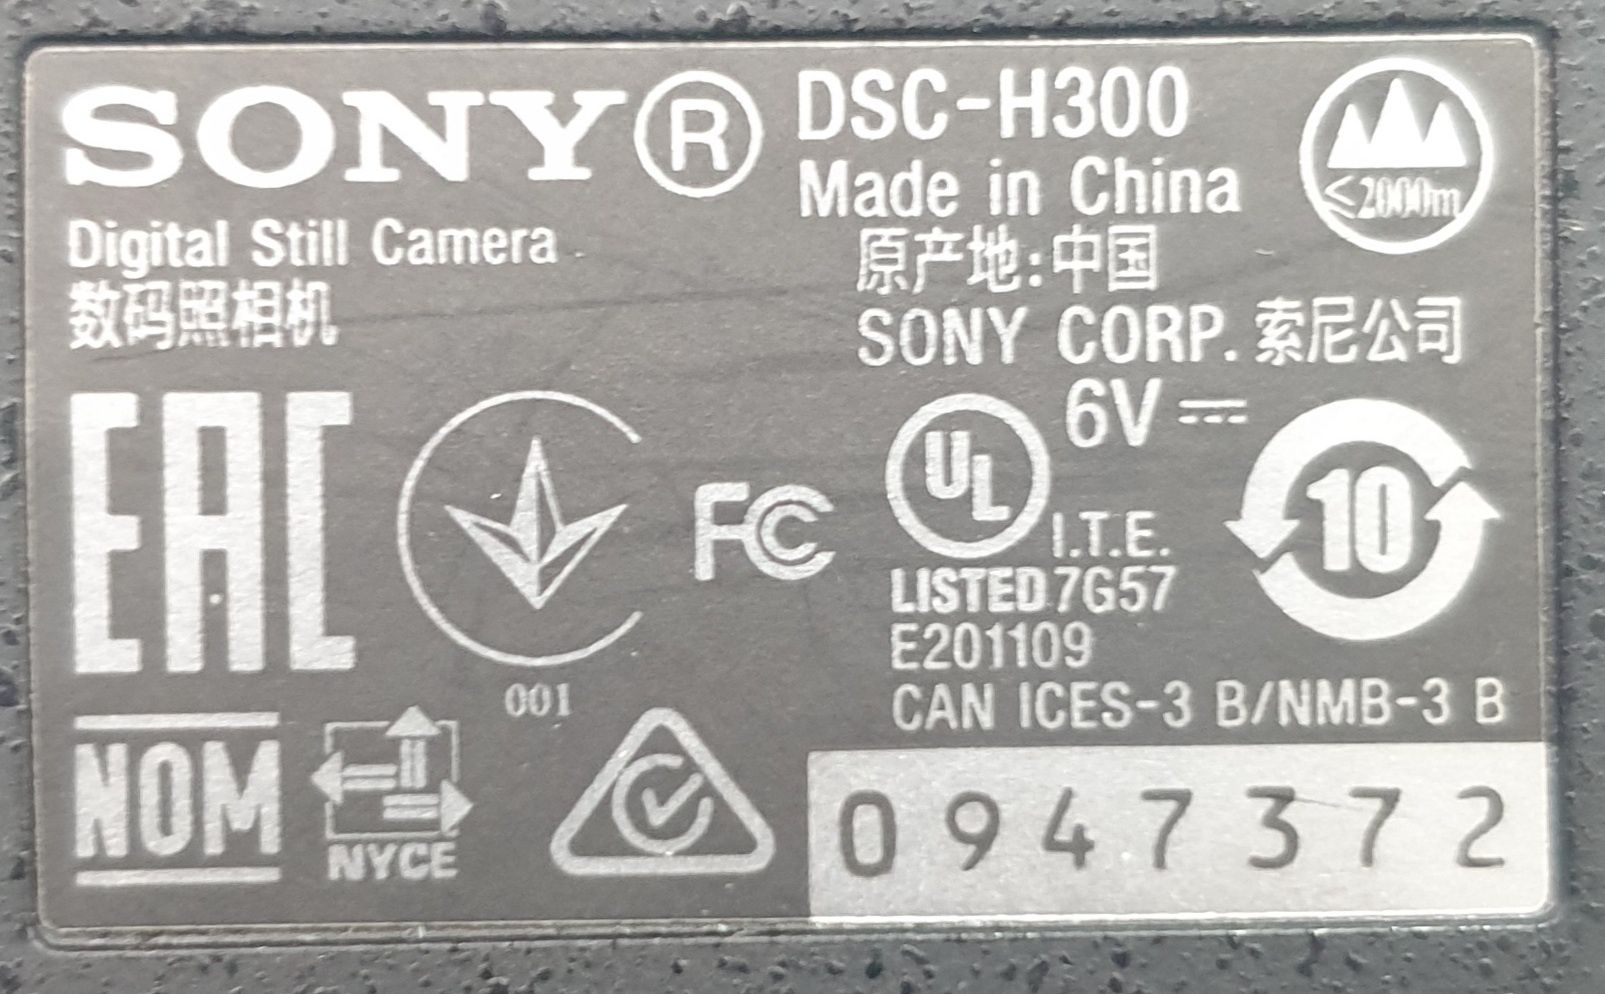 SONY®
Digital Still Camera
数码照相机
DSC-H300
Made in China
原产地:中国
SONY CORP. 索尼公司
<2000m
6V
EAC
001
FC
UL
I.T.E.
LISTED 7G57
E201109
10
CAN ICES-3 B/NMB-3 B
NOM
NYCE
0947372